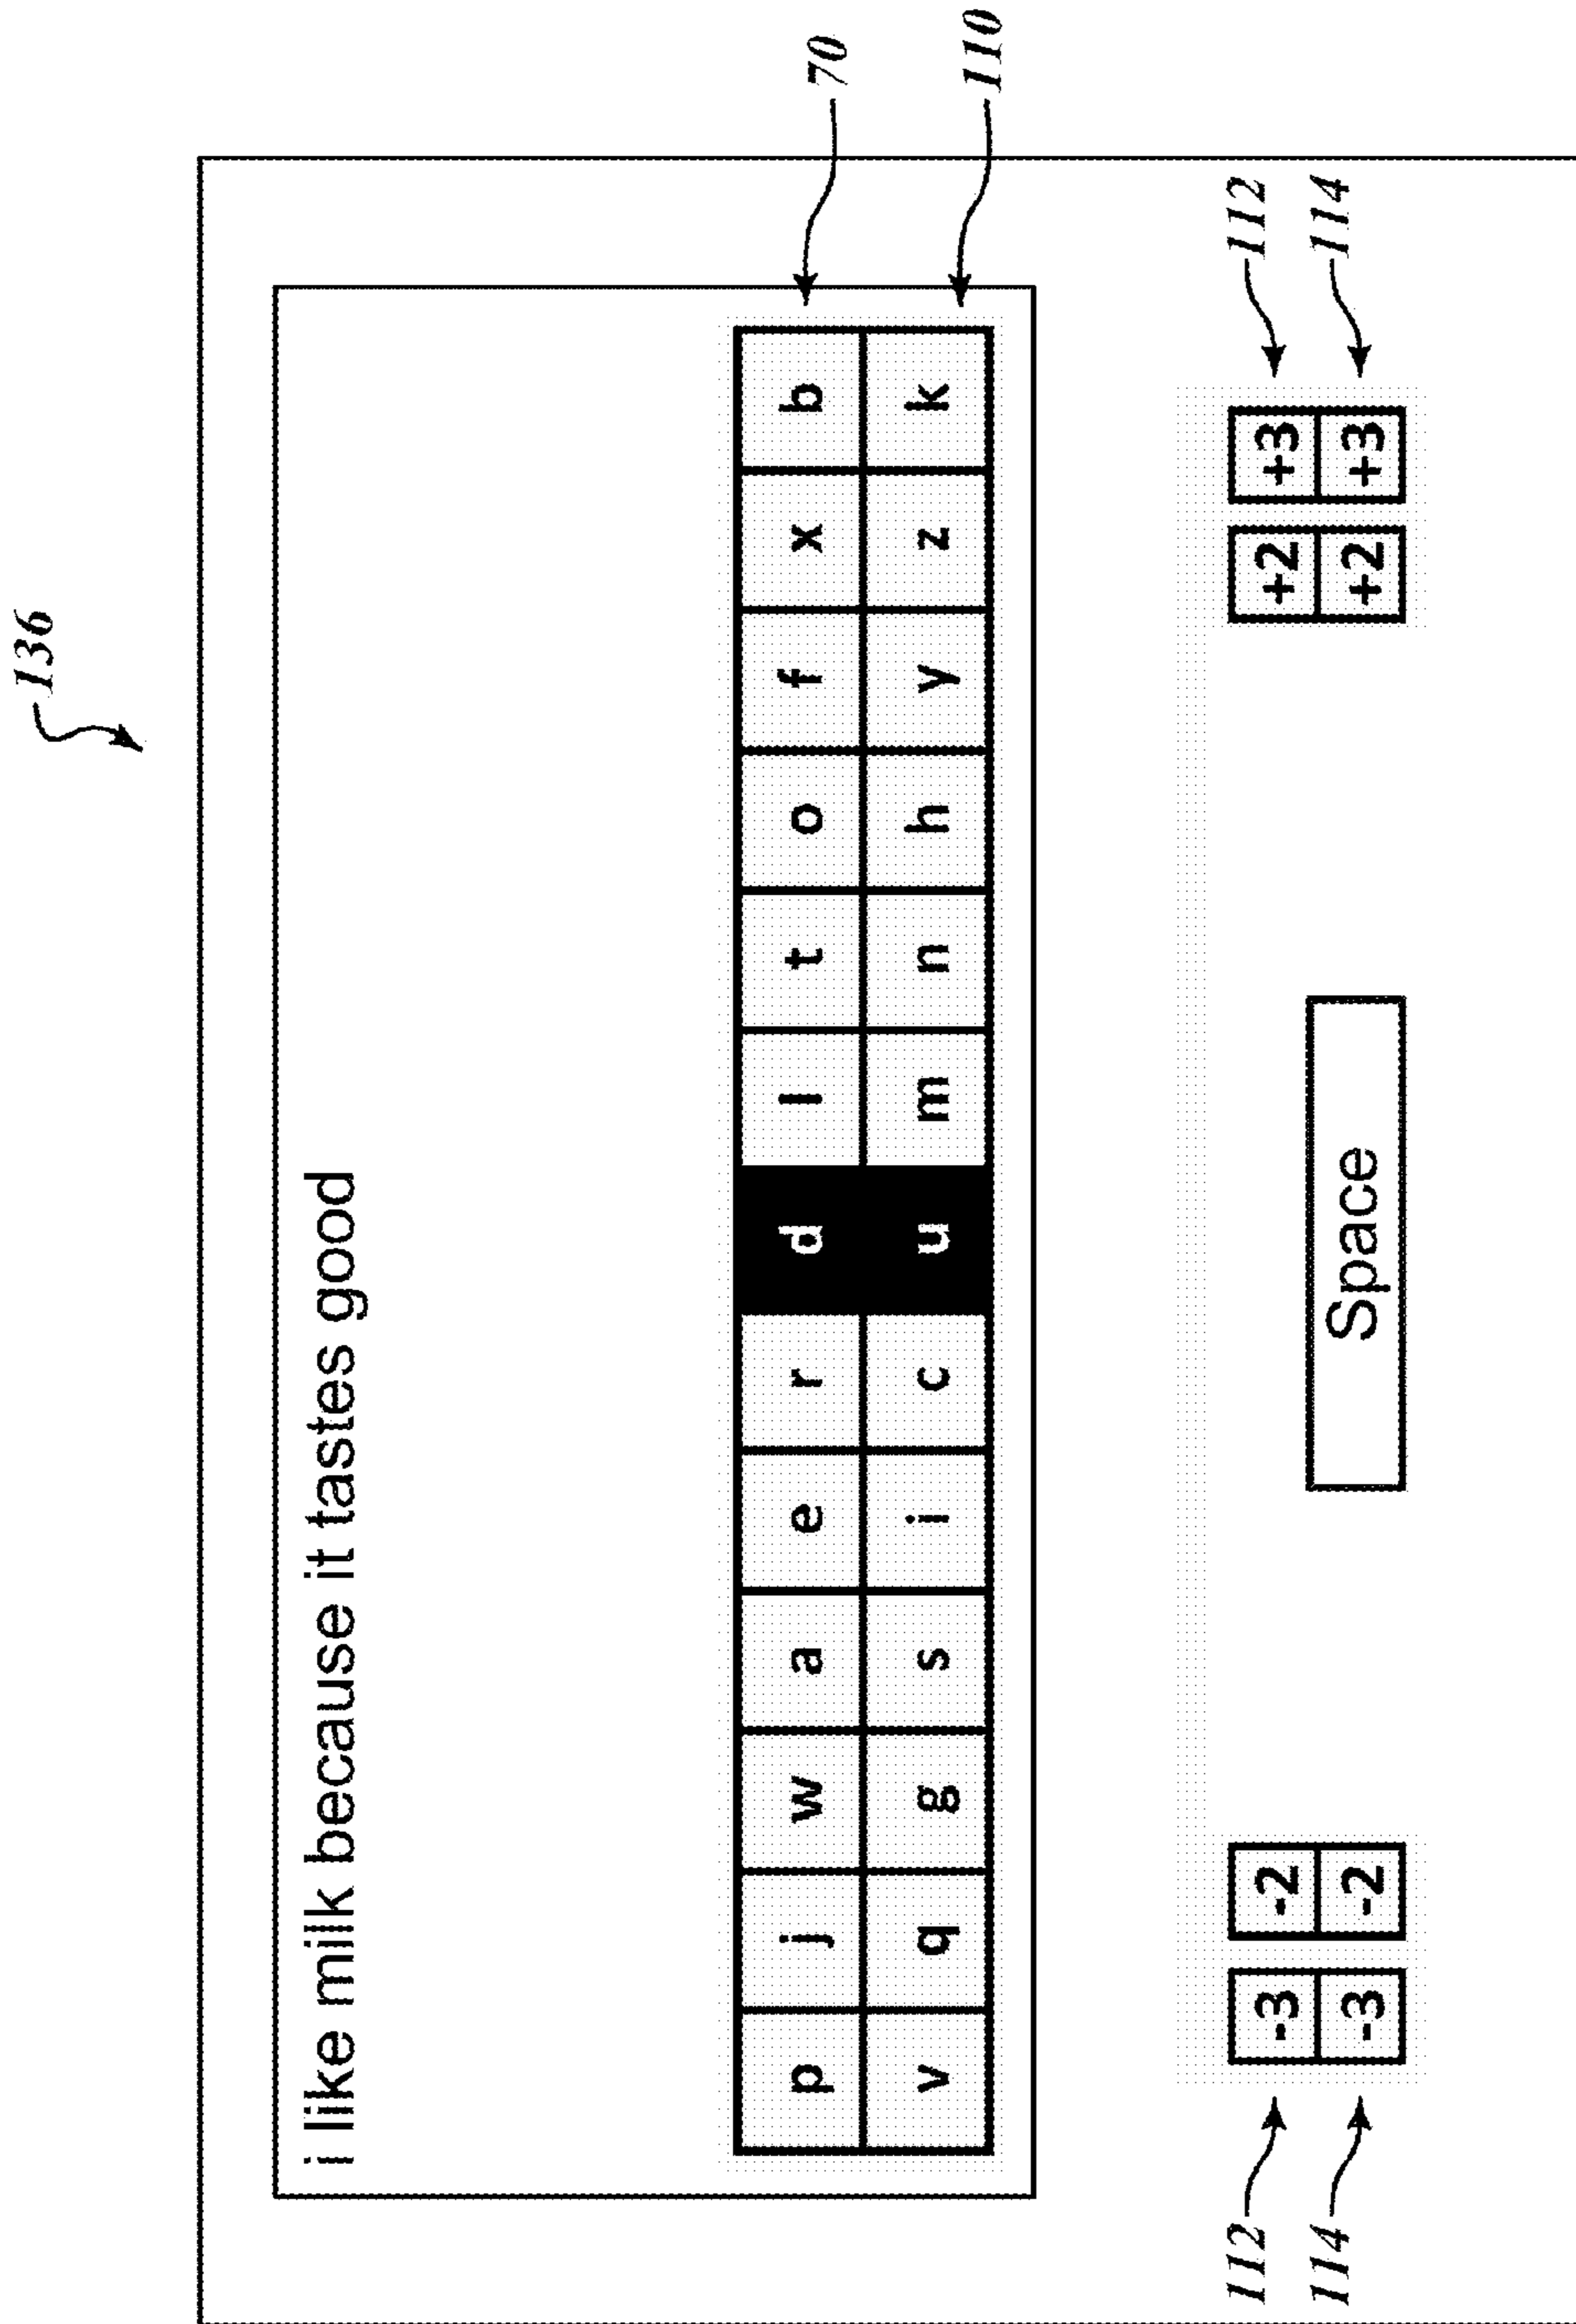 136
i like milk because it tastes good
p j w a e r d l t o f x b 70
v q g s i c u m n h y z k 110
112 -3 -2 +2 +3 112
114 -3 -2 Space +2 +3 114